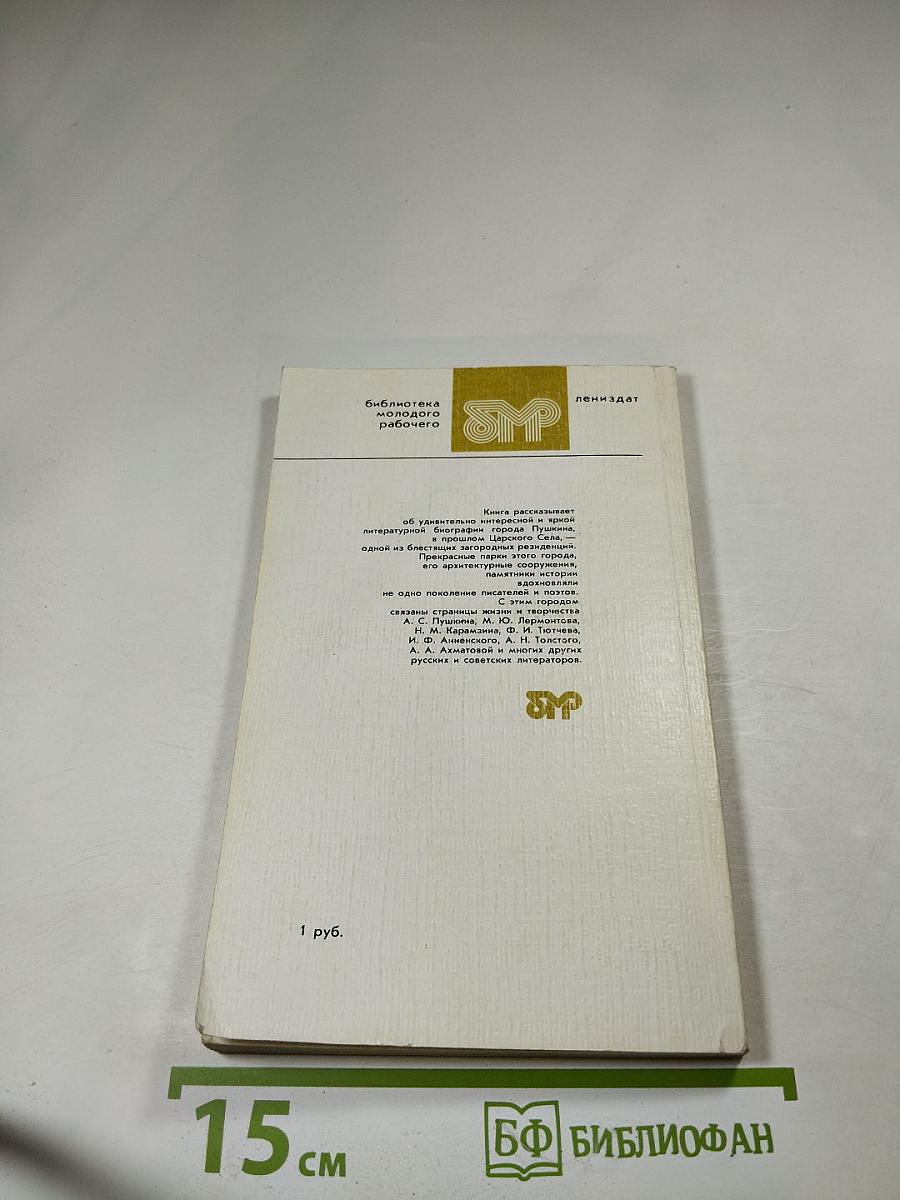 библиотека
молодого
рабочего
БМР
лениздат
Книга рассказывает
об удивительно интересной и яркой
литературной биографии города Пушкина,
в прошлом Царского Села, —
одной из блестящих загородных резиденций.
Прекрасные парки этого города,
его архитектурные сооружения,
памятники истории
вдохновляли
не одно поколение писателей и поэтов.
С этим городом
связаны страницы жизни и творчества
А. С. Пушкина, М. Ю. Лермонтова,
Н. М. Карамзина, Ф. И. Тютчева,
И. Ф. Анненского, А. Н. Толстого,
А. А. Ахматовой и многих других
русских и советских литераторов.
БМР
1 руб.
15 см
БФ БИБЛИОФАН